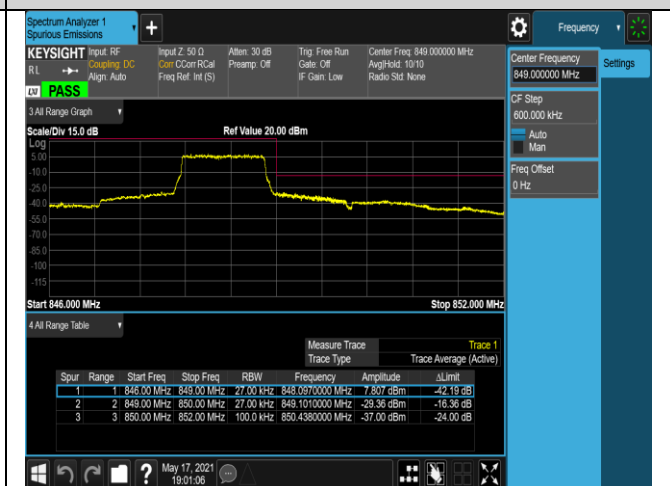 Spectrum Analyzer 1
Spurious Emissions
Frequency
KEYSIGHT Input: RF Input Z: 50 Ω Atten: 30 dB Trig: Free Run Center Freq: 849.000000 MHz
RL Coupling: DC Corr CCorr RCal Preamp: Off Gate: Off Avg|Hold: 10/10
Align: Auto Freq Ref: Int (S) IF Gain: Low Radio Std: None
LXI PASS
Center Frequency
849.000000 MHz
Settings
CF Step
600.000 kHz
Auto
Man
Freq Offset
0 Hz
3 All Range Graph
Scale/Div 15.0 dB Ref Value 20.00 dBm
Log
5.00
-10.0
-25.0
-40.0
-55.0
-70.0
-85.0
-100
-115
Start 846.000 MHz Stop 852.000 MHz
4 All Range Table
Measure Trace Trace 1
Trace Type Trace Average (Active)
Spur Range Start Freq Stop Freq RBW Frequency Amplitude ΔLimit
1 1 846.00 MHz 849.00 MHz 27.00 kHz 848.0970000 MHz 7.807 dBm -42.19 dB
2 2 849.00 MHz 850.00 MHz 27.00 kHz 849.1010000 MHz -29.36 dBm -16.36 dB
3 3 850.00 MHz 852.00 MHz 100.0 kHz 850.4380000 MHz -37.00 dBm -24.00 dB
May 17, 2021
19:01:06